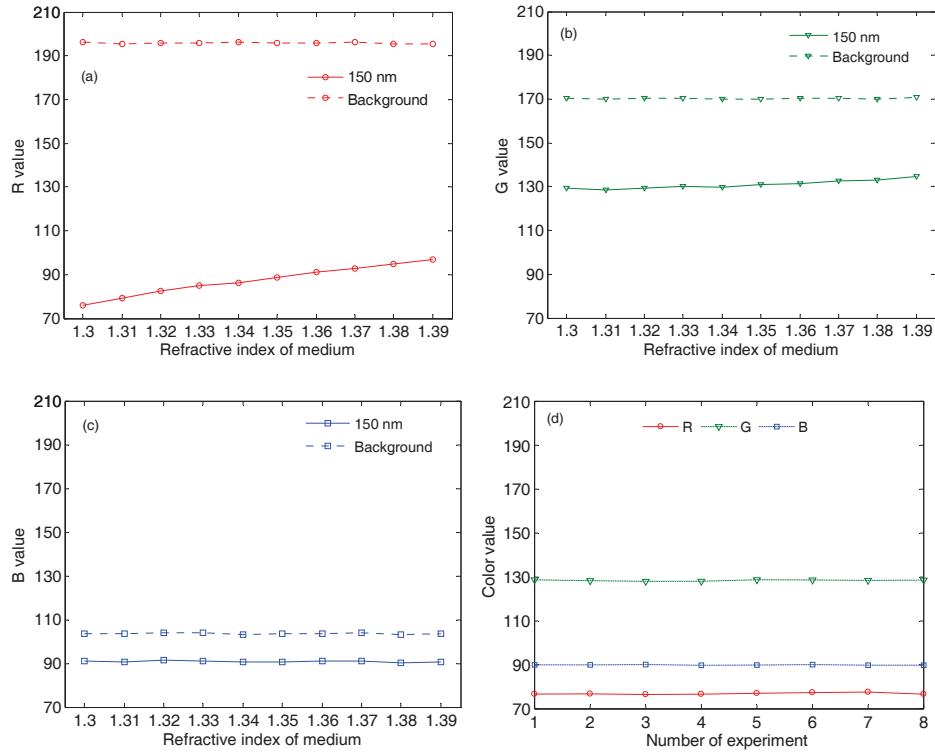 210
190
170
150
130
110
90
70
R value
(a)
150 nm
Background
1.3 1.31 1.32 1.33 1.34 1.35 1.36 1.37 1.38 1.39
Refractive index of medium
210
190
170
150
130
110
90
70
G value
(b)
150 nm
Background
1.3 1.31 1.32 1.33 1.34 1.35 1.36 1.37 1.38 1.39
Refractive index of medium
210
190
170
150
130
110
90
70
B value
(c)
150 nm
Background
1.3 1.31 1.32 1.33 1.34 1.35 1.36 1.37 1.38 1.39
Refractive index of medium
210
190
170
150
130
110
90
70
Color value
(d)
R G B
1 2 3 4 5 6 7 8
Number of experiment